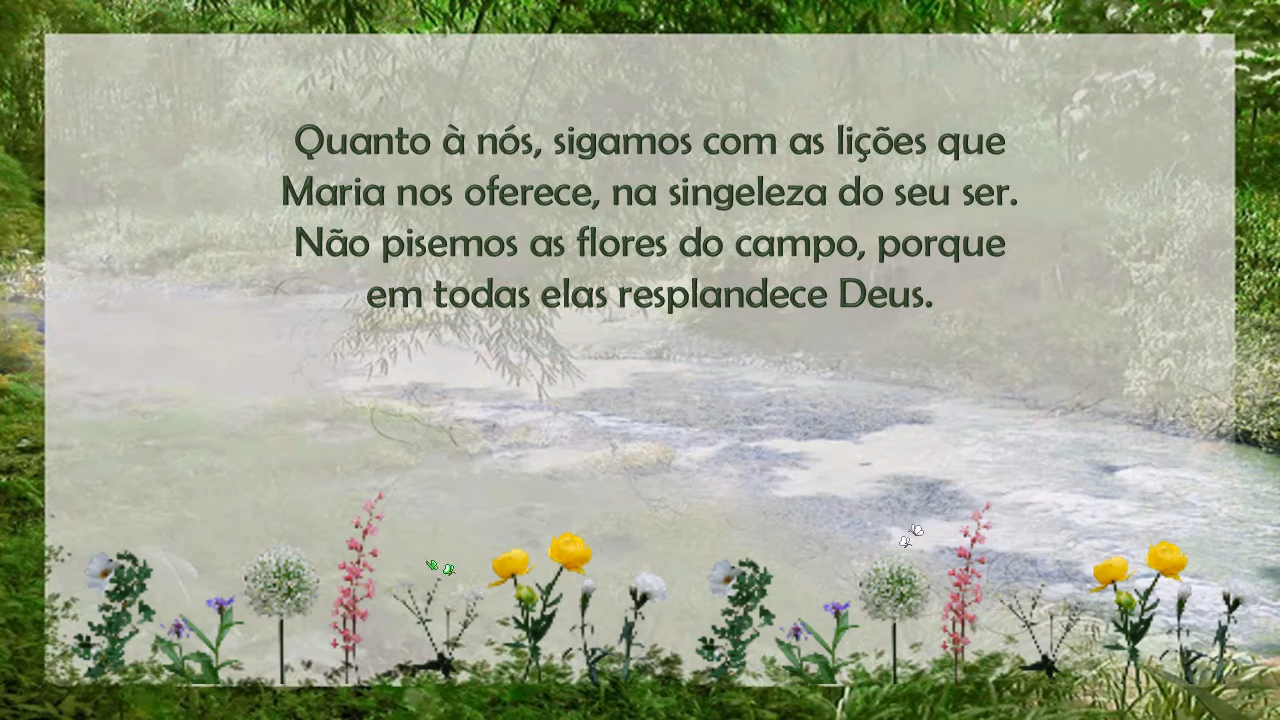 Quanto à nós, sigamos com as lições que
Maria nos oferece, na singeleza do seu ser.
Não pisemos as flores do campo, porque
em todas elas resplandece Deus.